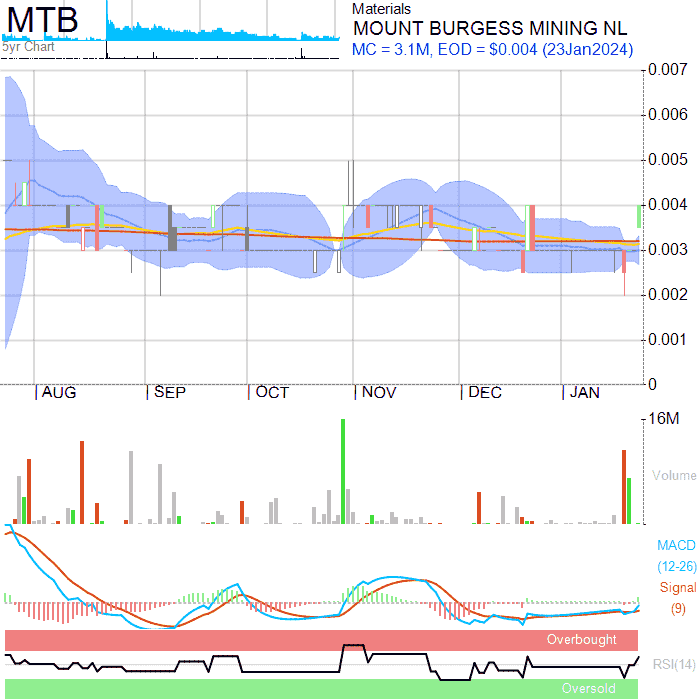 MTB
5yr Chart
Materials
MOUNT BURGESS MINING NL
MC = 3.1M, EOD = $0.004 (23Jan2024)
0.007
0.006
0.005
0.004
0.003
0.002
0.001
0
AUG SEP OCT NOV DEC JAN
16M
Volume
MACD
(12-26)
Signal
(9)
Overbought
RSI(14)
Oversold